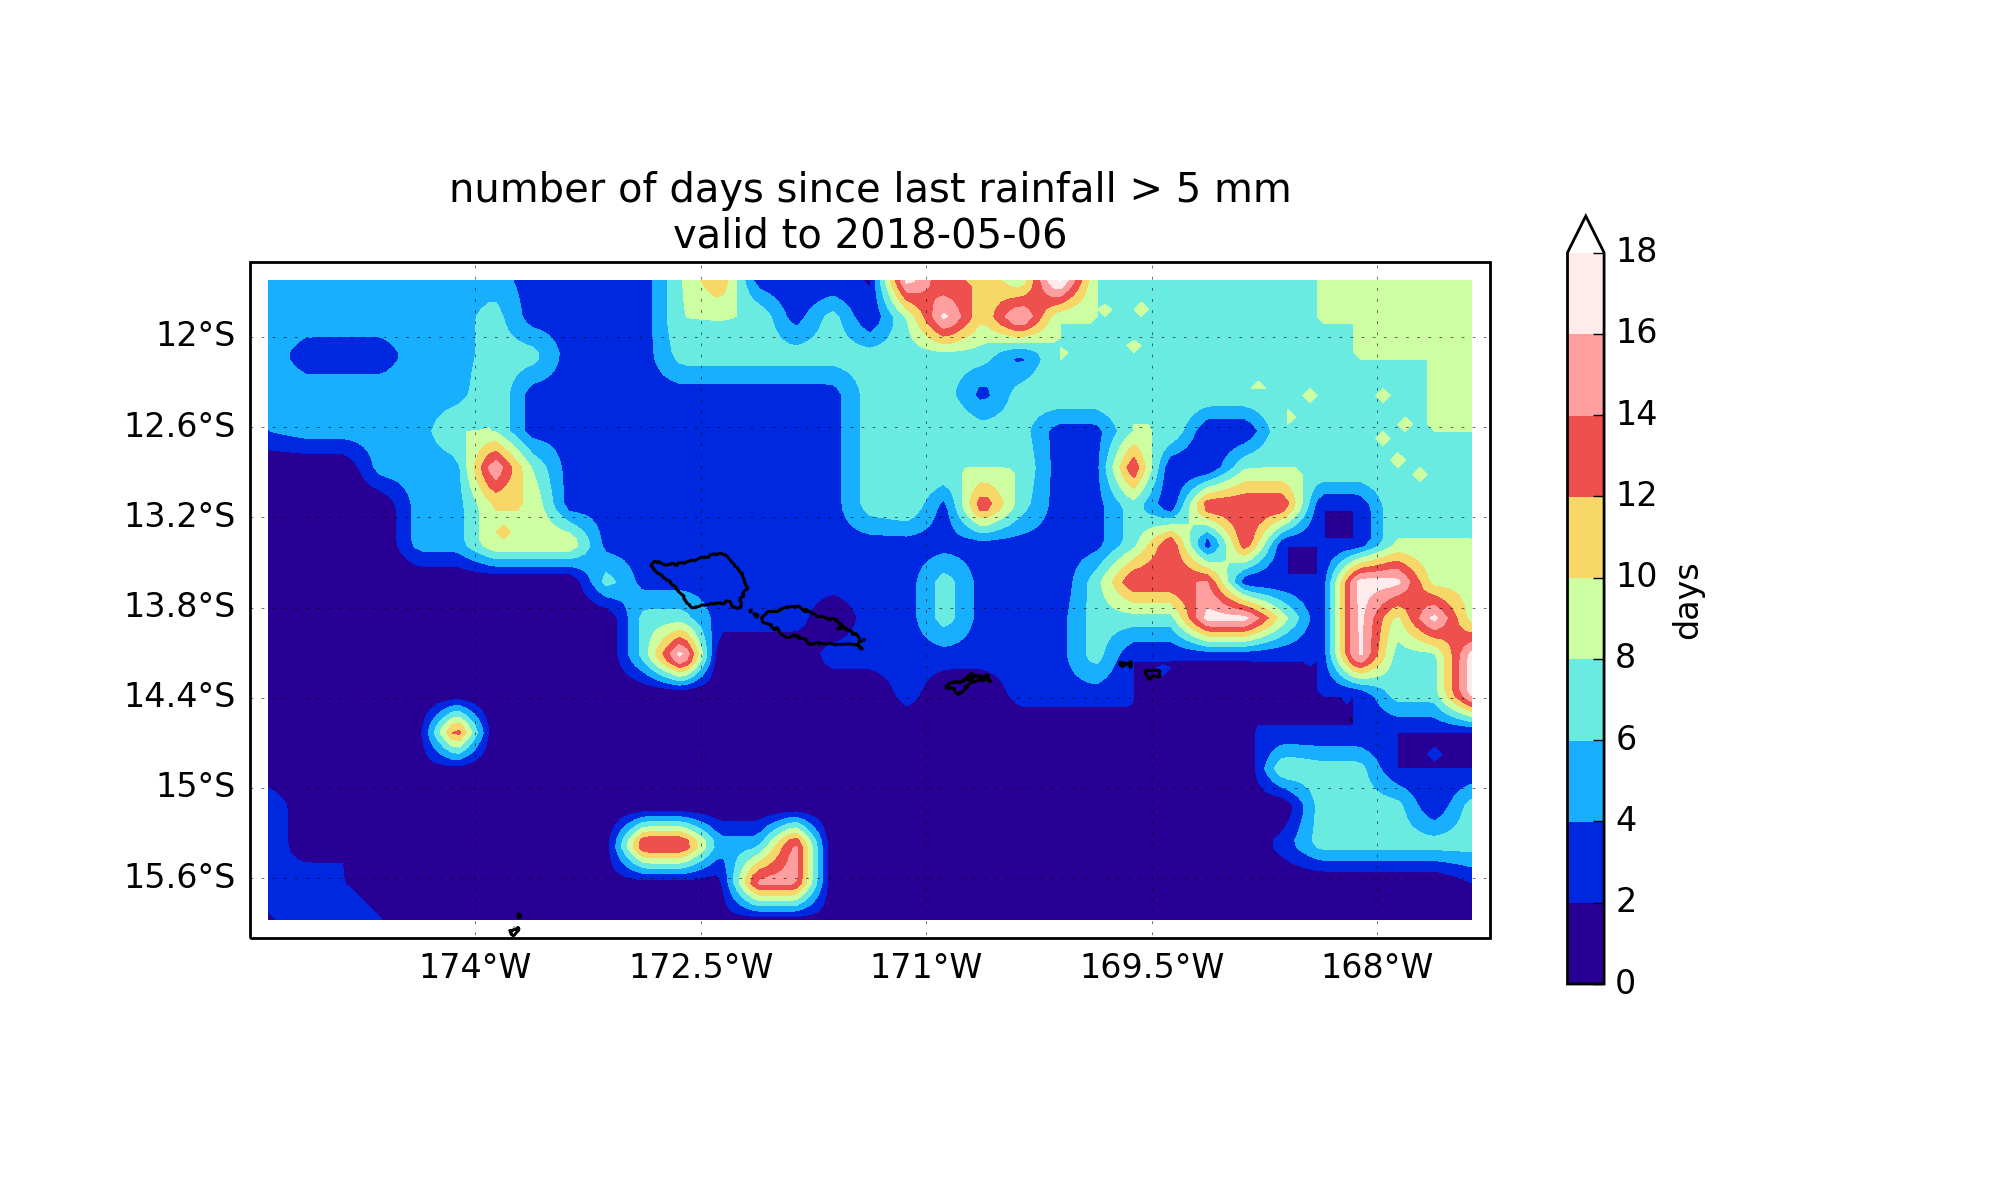 number of days since last rainfall > 5 mm
valid to 2018-05-06
12°S
12.6°S
13.2°S
13.8°S
14.4°S
15°S
15.6°S
174°W
172.5°W
171°W
169.5°W
168°W
18
16
14
12
10
8
6
4
2
0
days